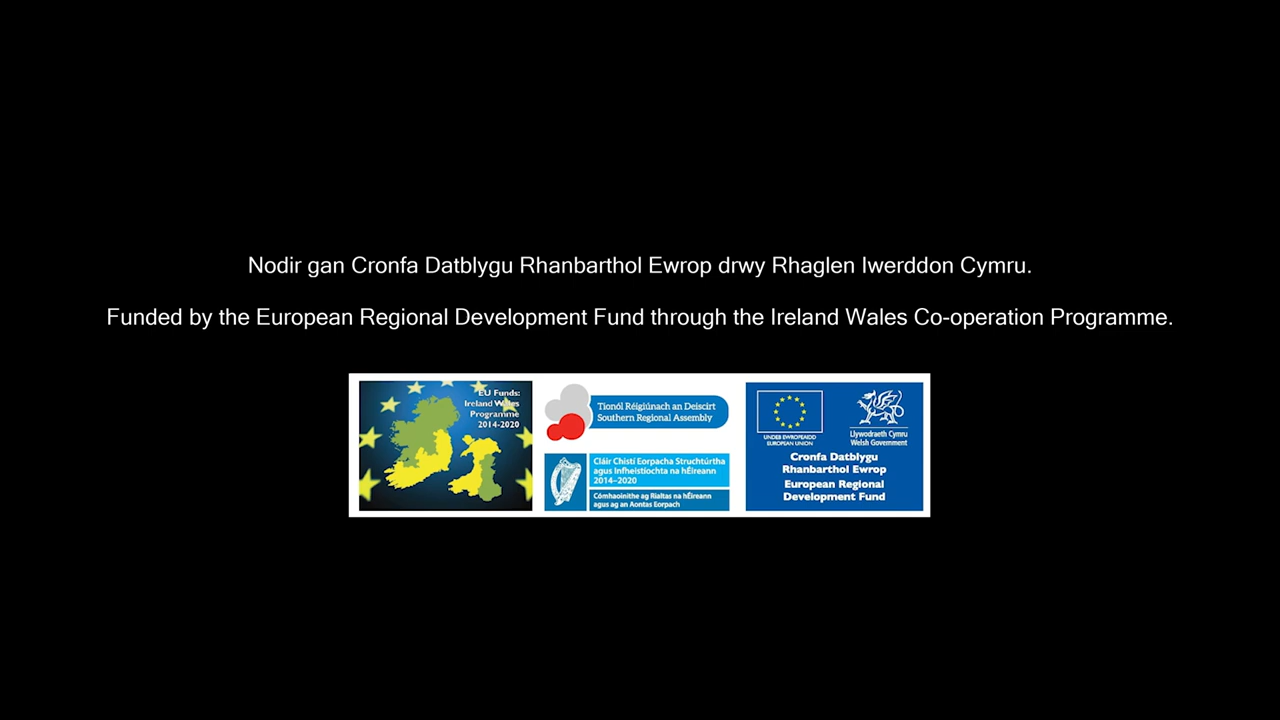 Nodir gan Cronfa Datblygu Rhanbarthol Ewrop drwy Rhaglen Iwerddon Cymru.
Funded by the European Regional Development Fund through the Ireland Wales Co-operation Programme.
EU Funds:
Ireland Wales
Programme
2014-2020
Tionól Réigiúnach an Deiscirt
Southern Regional Assembly
Cláir Chistí Eorpacha Struchtúrtha
agus Infheistíochta na hÉireann
2014–2020
Cómhaoinithe ag Rialtas na hÉireann
agus ag an Aontas Eorpach
UNDEB EWROPEAIDD
EUROPEAN UNION
Llywodraeth Cymru
Welsh Government
Cronfa Datblygu
Rhanbarthol Ewrop
European Regional
Development Fund